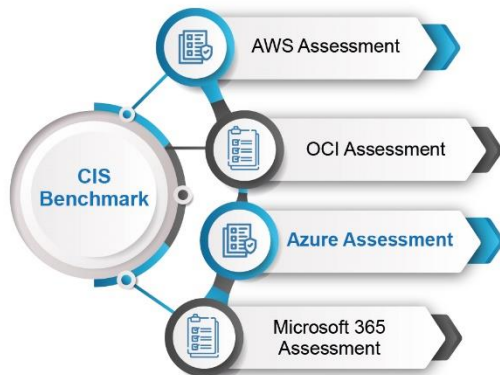 CIS
Benchmark
AWS Assessment
OCI Assessment
Azure Assessment
Microsoft 365
Assessment